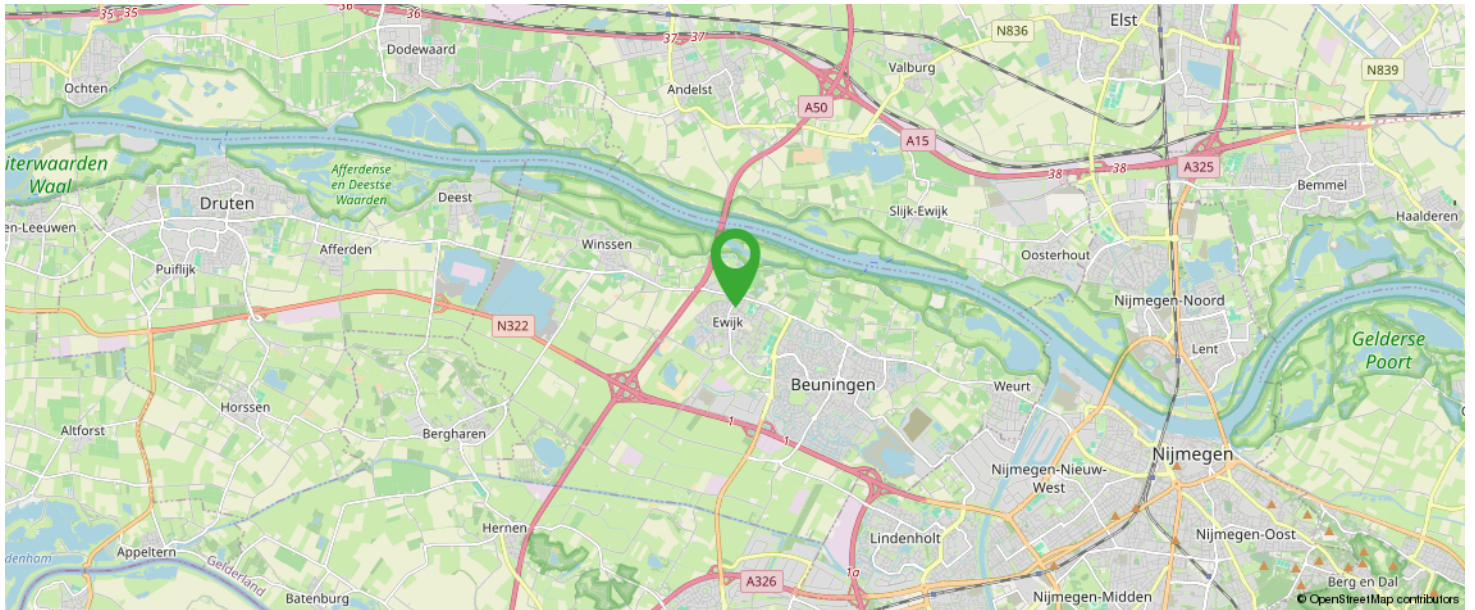 35
35
36
36
Dodewaard
37
37
Elst
N836
Valburg
N839
Ochten
Andelst
A50
A15
A325
38
38
Bemmel
Haalderen
iterwaarden
Waal
Afferdense
en Deestse
Waarden
Druten
Deest
Slijk-Ewijk
en-Leeuwen
Afferden
Winssen
Oosterhout
Puiflijk
Nijmegen-Noord
N322
Ewijk
Lent
Gelderse
Poort
Beuningen
Weurt
Horssen
Altforst
Bergharen
1
1
Nijmegen
Nijmegen-Nieuw-
West
Hernen
Lindenholt
Nijmegen-Oost
Appeltern
denham
Gelderland
Batenburg
A326
1a
Berg en Dal
Nijmegen-Midden
© OpenStreetMap contributors